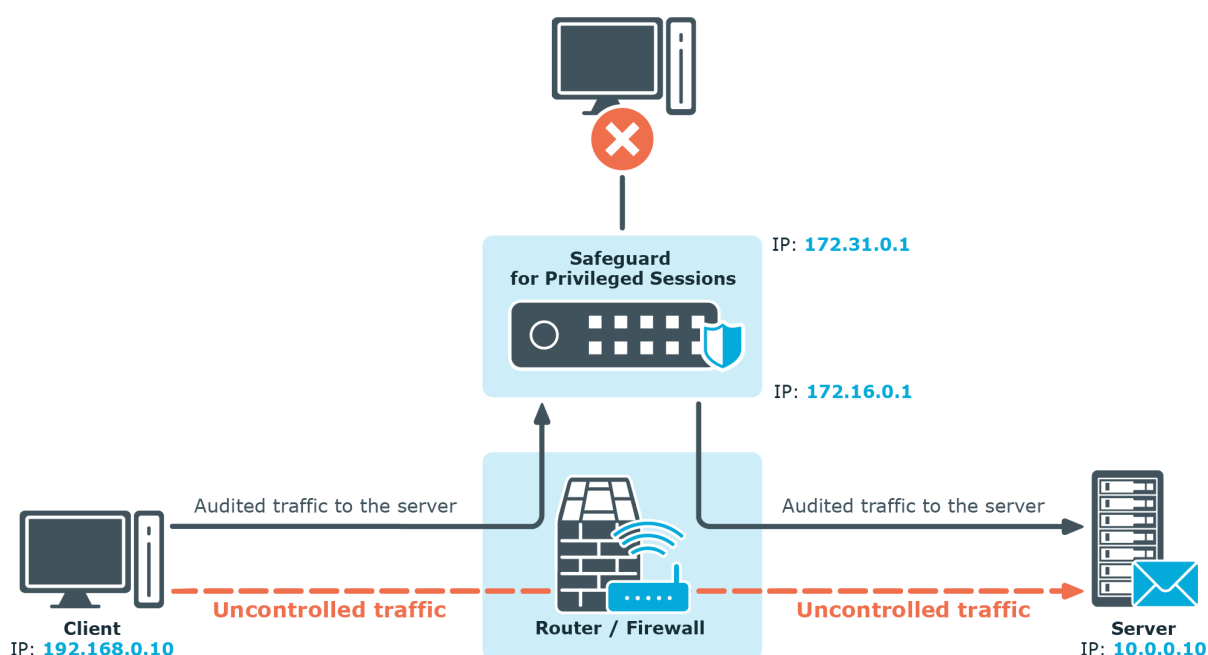 Safeguard
for Privileged Sessions
IP: 172.31.0.1
IP: 172.16.0.1
Audited traffic to the server
Audited traffic to the server
Uncontrolled traffic
Uncontrolled traffic
Client
IP: 192.168.0.10
Router / Firewall
Server
IP: 10.0.0.10